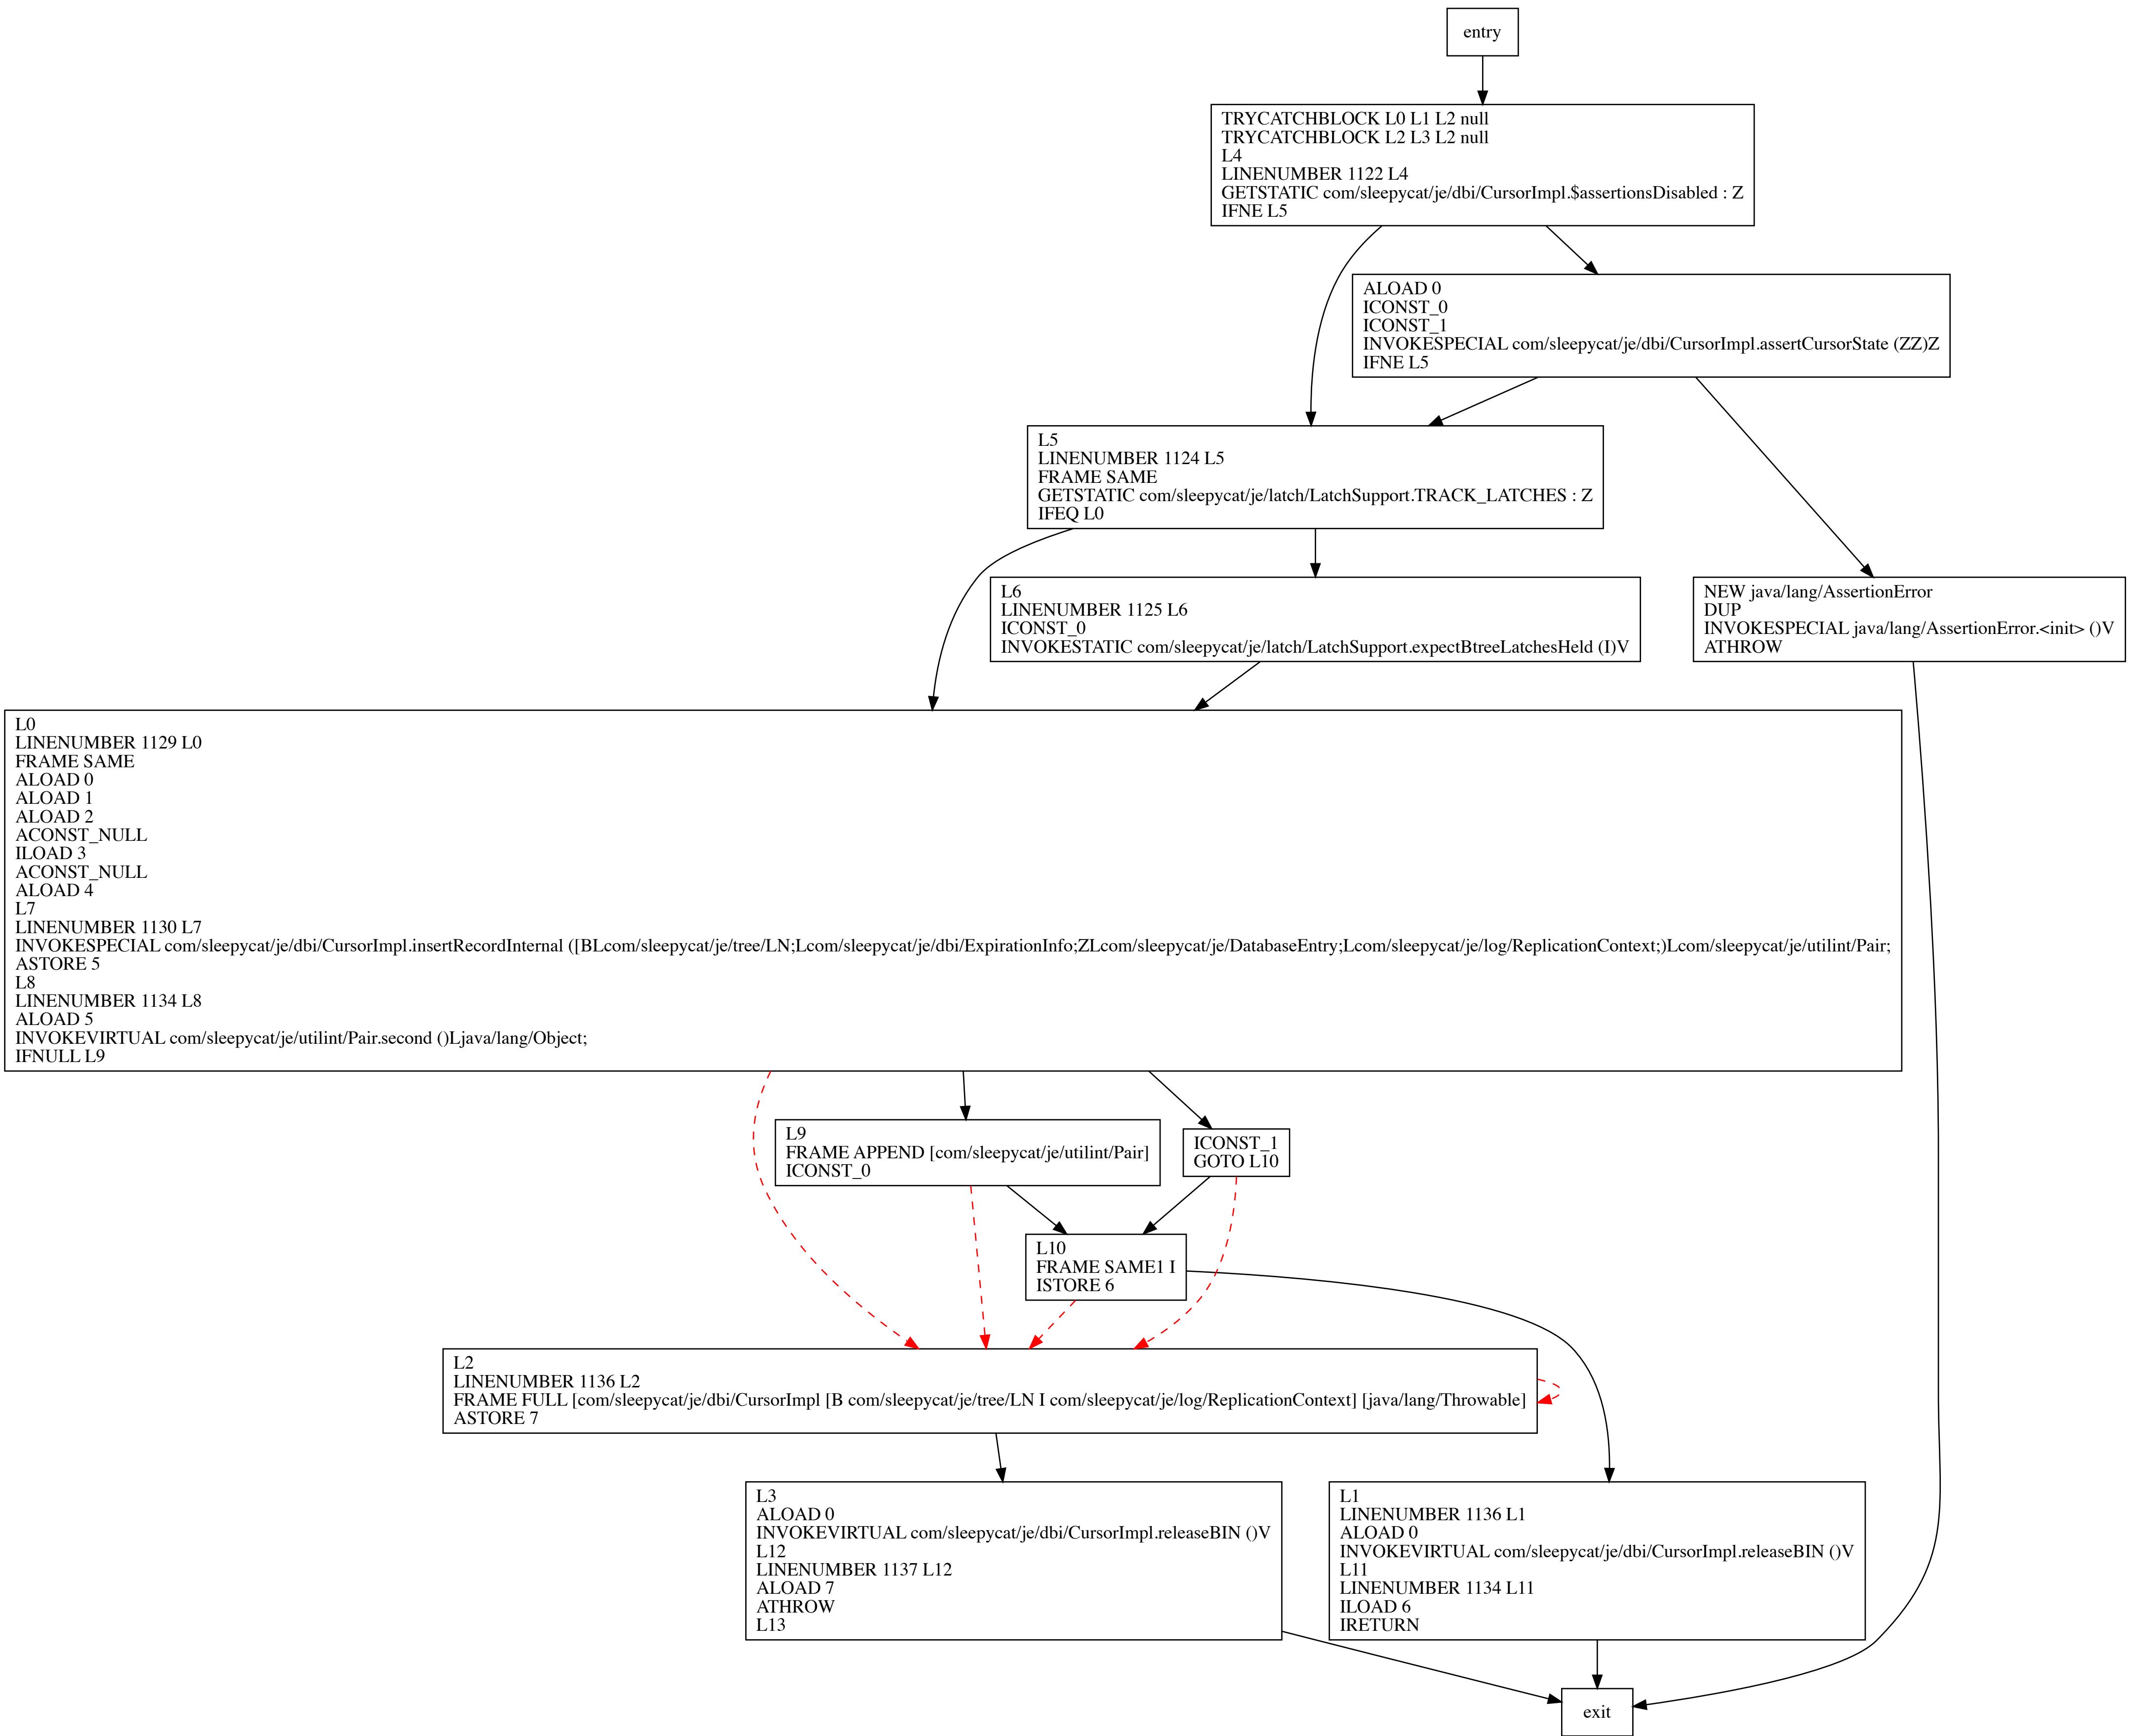 entry
TRYCATCHBLOCK L0 L1 L2 null
TRYCATCHBLOCK L2 L3 L2 null
L4
LINENUMBER 1122 L4
GETSTATIC com/sleepycat/je/dbi/CursorImpl.$assertionsDisabled : Z
IFNE L5
ALOAD 0
ICONST_0
ICONST_1
INVOKESPECIAL com/sleepycat/je/dbi/CursorImpl.assertCursorState (ZZ)Z
IFNE L5
L5
LINENUMBER 1124 L5
FRAME SAME
GETSTATIC com/sleepycat/je/latch/LatchSupport.TRACK_LATCHES : Z
IFEQ L0
L6
LINENUMBER 1125 L6
ICONST_0
INVOKESTATIC com/sleepycat/je/latch/LatchSupport.expectBtreeLatchesHeld (I)V
NEW java/lang/AssertionError
DUP
INVOKESPECIAL java/lang/AssertionError.<init> ()V
ATHROW
L0
LINENUMBER 1129 L0
FRAME SAME
ALOAD 0
ALOAD 1
ALOAD 2
ACONST_NULL
ILOAD 3
ACONST_NULL
ALOAD 4
L7
LINENUMBER 1130 L7
INVOKESPECIAL com/sleepycat/je/dbi/CursorImpl.insertRecordInternal ([BLcom/sleepycat/je/tree/LN;Lcom/sleepycat/je/dbi/ExpirationInfo;ZLcom/sleepycat/je/DatabaseEntry;Lcom/sleepycat/je/log/ReplicationContext;)Lcom/sleepycat/je/utilint/Pair;
ASTORE 5
L8
LINENUMBER 1134 L8
ALOAD 5
INVOKEVIRTUAL com/sleepycat/je/utilint/Pair.second ()Ljava/lang/Object;
IFNULL L9
L9
FRAME APPEND [com/sleepycat/je/utilint/Pair]
ICONST_0
ICONST_1
GOTO L10
L10
FRAME SAME1 I
ISTORE 6
L2
LINENUMBER 1136 L2
FRAME FULL [com/sleepycat/je/dbi/CursorImpl [B com/sleepycat/je/tree/LN I com/sleepycat/je/log/ReplicationContext] [java/lang/Throwable]
ASTORE 7
L3
ALOAD 0
INVOKEVIRTUAL com/sleepycat/je/dbi/CursorImpl.releaseBIN ()V
L12
LINENUMBER 1137 L12
ALOAD 7
ATHROW
L13
L1
LINENUMBER 1136 L1
ALOAD 0
INVOKEVIRTUAL com/sleepycat/je/dbi/CursorImpl.releaseBIN ()V
L11
LINENUMBER 1134 L11
ILOAD 6
IRETURN
exit